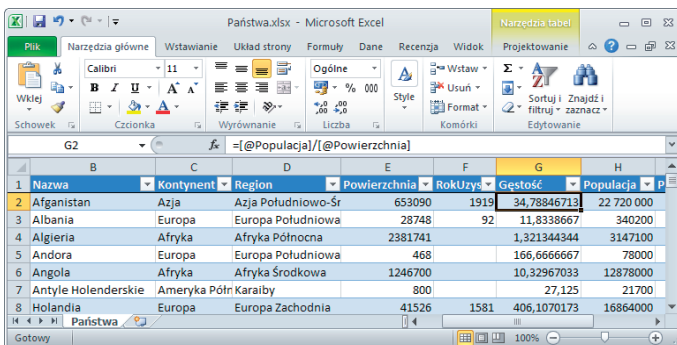 Państwa.xlsx - Microsoft Excel
Narzędzia tabel
Plik Narzędzia główne Wstawianie Układ strony Formuły Dane Recenzja Widok Projektowanie
Calibri 11 Ogólne Wstaw Σ
Wklej B I U A A % 000 Style Usuń Sortuj i filtruj Znajdź i zaznacz
A Format
Schowek Czcionka Wyrównanie Liczba Komórki Edytowanie
G2 fx =[@Populacja]/[@Powierzchnia]
B C D E F G H
1 Nazwa Kontynent Region Powierzchnia RokUzys Gęstość Populacja P
2 Afganistan Azja Azja Południowo-Śr 653090 1919 34,78846713 22 720 000
3 Albania Europa Europa Południowa 28748 92 11,8338667 340200
4 Algieria Afryka Afryka Północna 2381741 1,321344344 3147100
5 Andora Europa Europa Południowa 468 166,6666667 78000
6 Angola Afryka Afryka Środkowa 1246700 10,32967033 12878000
7 Antyle Holenderskie Ameryka Półn Karaiby 800 27,125 21700
8 Holandia Europa Europa Zachodnia 41526 1581 406,1070173 16864000
Państwa
Gotowy 100%